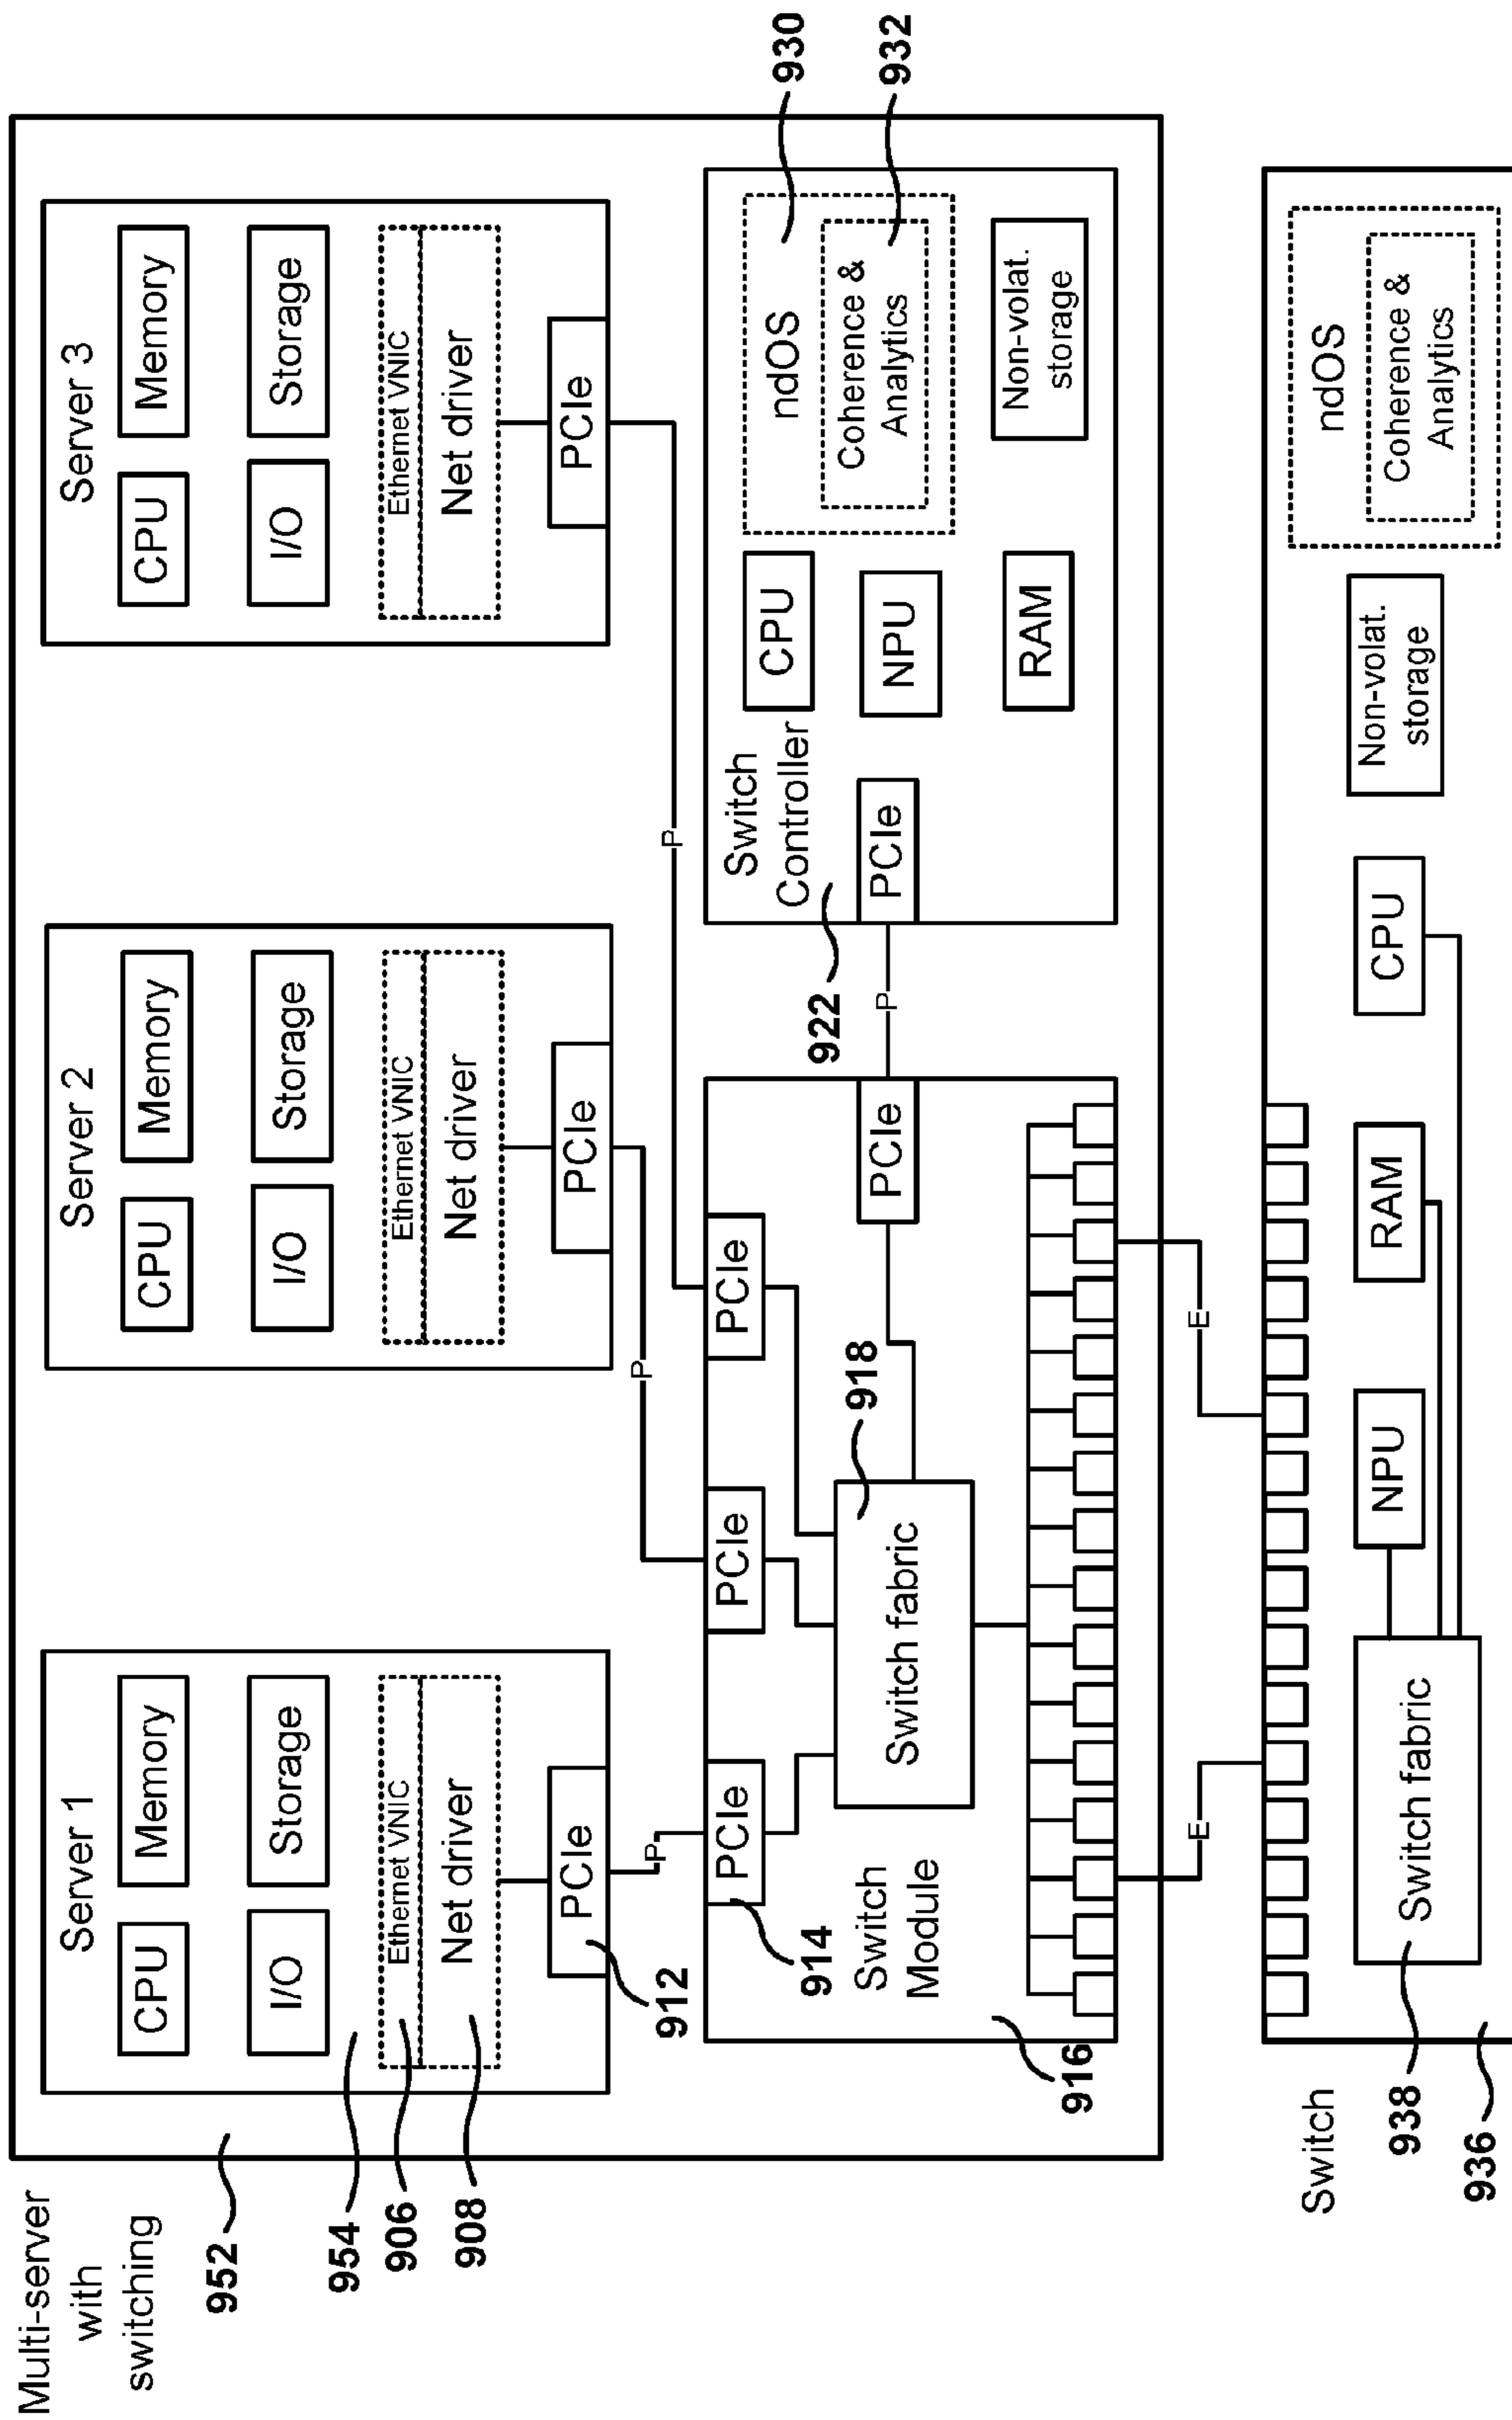 Multi-server
with
switching
952
954
906
908
Server 1
CPU
Memory
I/O
Storage
Ethernet VNIC
Net driver
PCIe
912
Server 2
CPU
Memory
I/O
Storage
Ethernet VNIC
Net driver
PCIe
Server 3
CPU
Memory
I/O
Storage
Ethernet VNIC
Net driver
PCIe
P
P
P
PCIe
PCIe
PCIe
914
Switch
Module
916
Switch fabric
918
PCIe
P
922
Switch
Controller
PCIe
CPU
NPU
RAM
ndOS
Coherence &
Analytics
Non-volat.
storage
930
932
E
E
Switch
938
936
Switch fabric
NPU
RAM
CPU
Non-volat.
storage
ndOS
Coherence &
Analytics